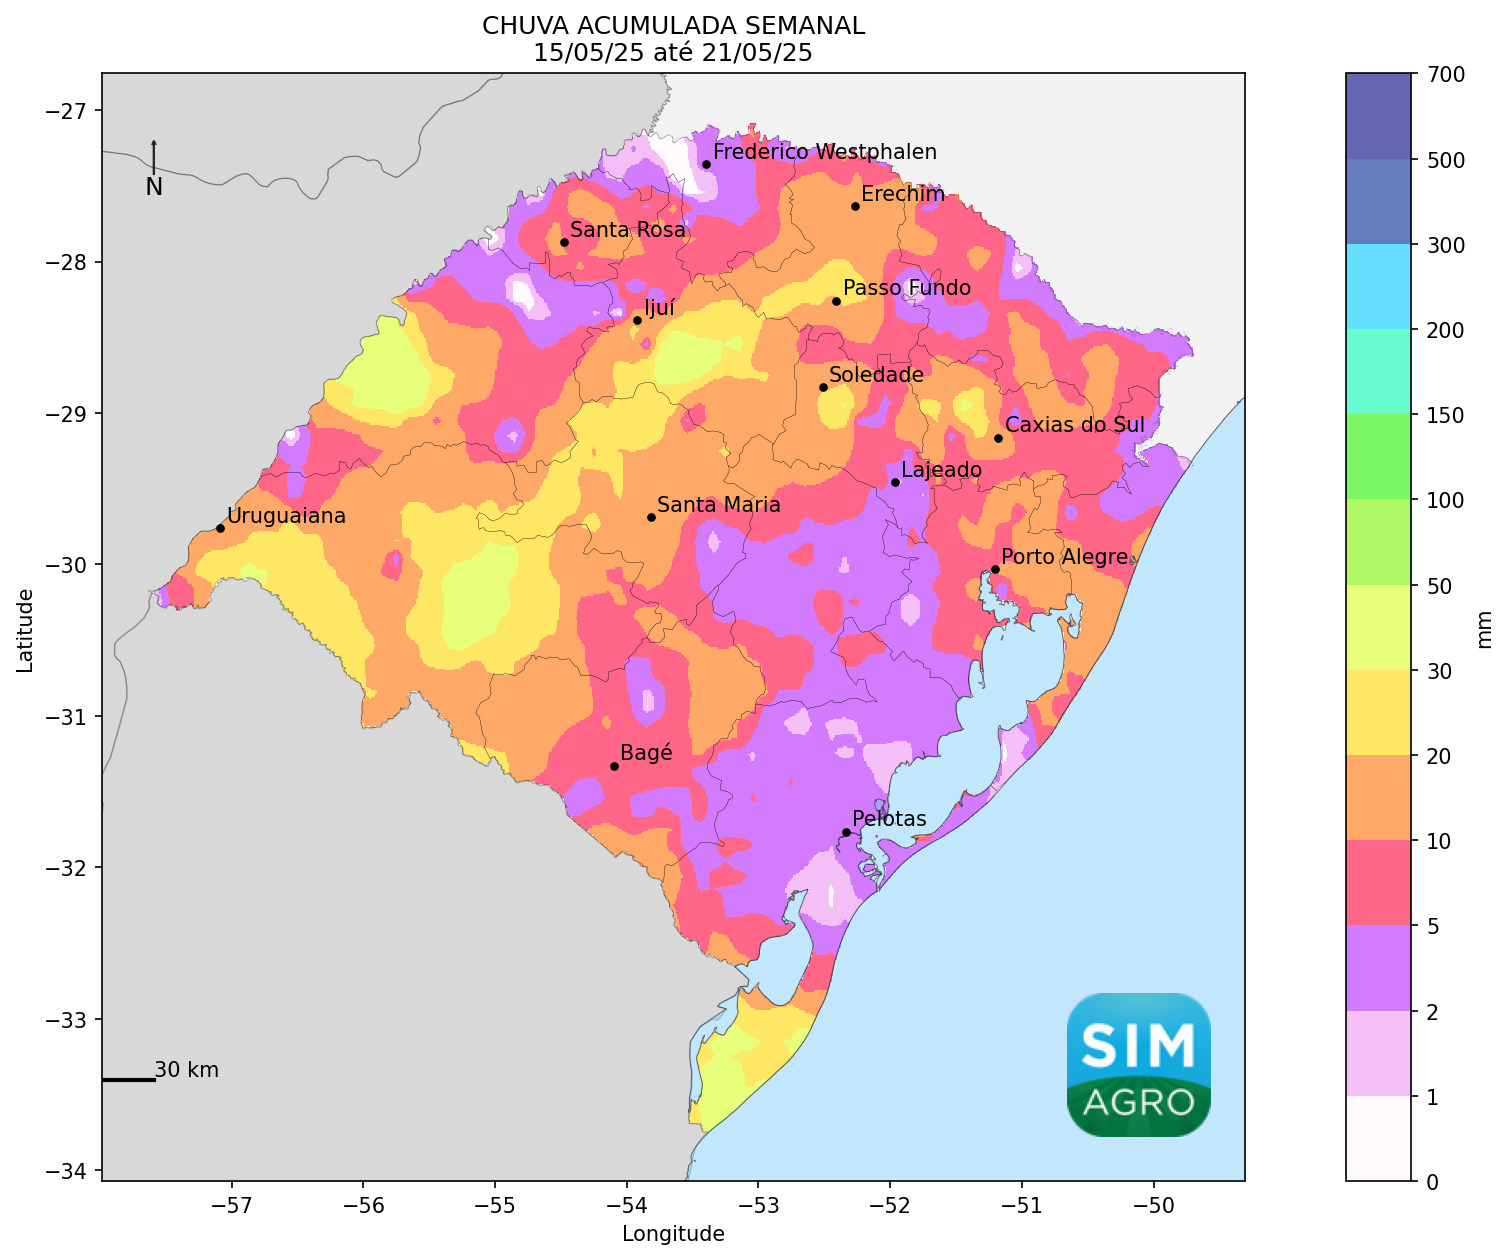 CHUVA ACUMULADA SEMANAL
15/05/25 até 21/05/25
N
Frederico Westphalen
Erechim
Santa Rosa
Passo Fundo
Ijuí
Soledade
Caxias do Sul
Lajeado
Santa Maria
Uruguaiana
Porto Alegre
Bagé
Pelotas
30 km
SIM
AGRO
−27
−28
−29
−30
−31
−32
−33
−34
Latitude
−57
−56
−55
−54
−53
−52
−51
−50
Longitude
700
500
300
200
150
100
50
30
20
10
5
2
1
0
mm